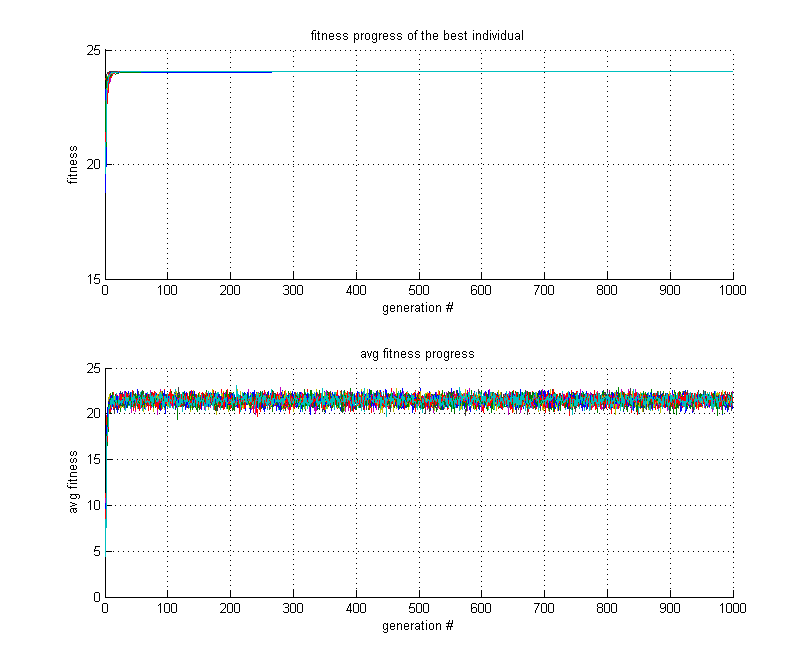 fitness progress of the best individual
25
20
15
fitness
0 100 200 300 400 500 600 700 800 900 1000
generation #
avg fitness progress
25
20
15
10
5
0
avg fitness
0 100 200 300 400 500 600 700 800 900 1000
generation #